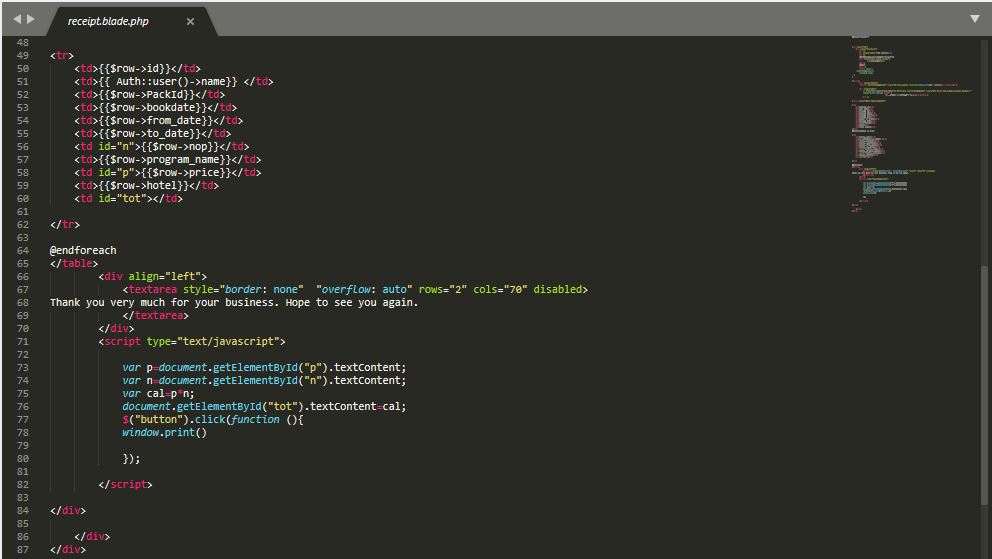 receipt.blade.php ×
48
49 <tr>
50 <td>{{$row->id}}</td>
51 <td>{{ Auth::user()->name}} </td>
52 <td>{{$row->PackId}}</td>
53 <td>{{$row->bookdate}}</td>
54 <td>{{$row->from_date}}</td>
55 <td>{{$row->to_date}}</td>
56 <td id="n">{{$row->nop}}</td>
57 <td>{{$row->program_name}}</td>
58 <td id="p">{{$row->price}}</td>
59 <td>{{$row->hotel}}</td>
60 <td id="tot"></td>
61
62 </tr>
63
64 @endforeach
65 </table>
66 <div align="left">
67 <textarea style="border: none"  "overflow: auto" rows="2" cols="70" disabled>
68 Thank you very much for your business. Hope to see you again.
69 </textarea>
70 </div>
71 <script type="text/javascript">
72
73 var p=document.getElementById("p").textContent;
74 var n=document.getElementById("n").textContent;
75 var cal=p*n;
76 document.getElementById("tot").textContent=cal;
77 $("button").click(function (){
78 window.print()
79
80 });
81
82 </script>
83
84 </div>
85
86 </div>
87 </div>